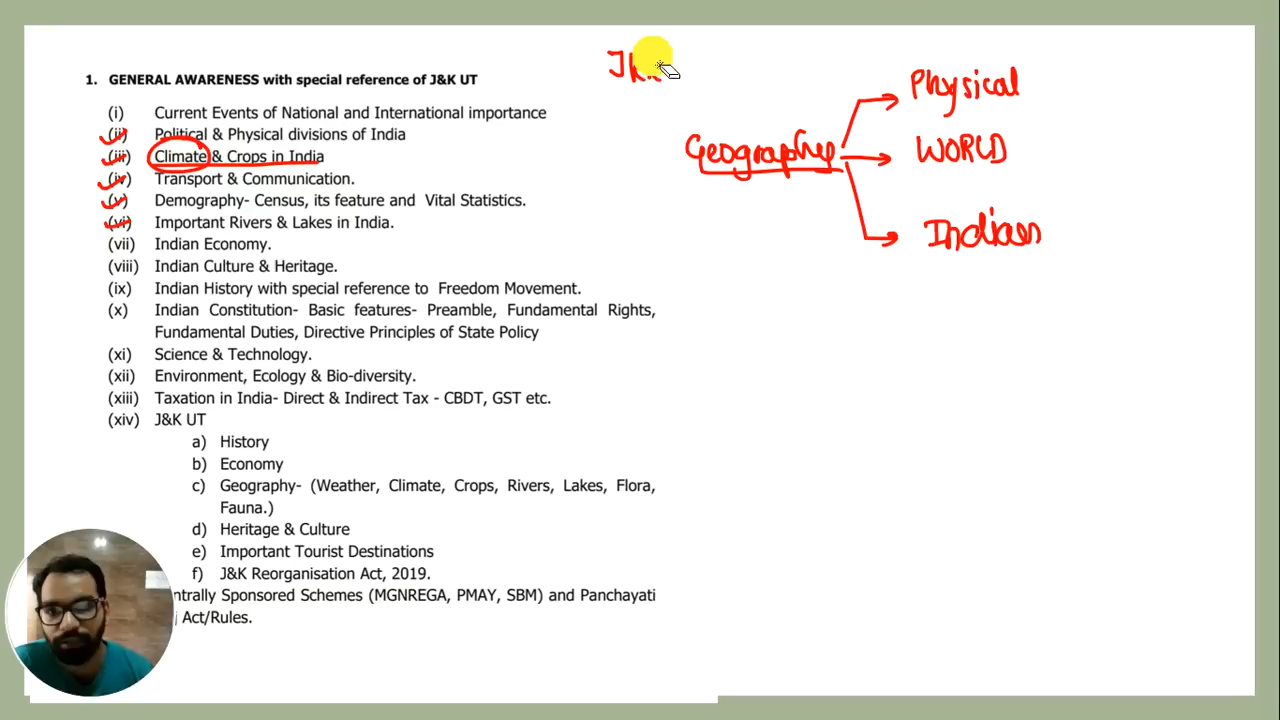 1. GENERAL AWARENESS with special reference of J&K UT
(i) Current Events of National and International importance
(ii) Political & Physical divisions of India
(iii) Climate & Crops in India
(iv) Transport & Communication.
(v) Demography- Census, its feature and Vital Statistics.
(vi) Important Rivers & Lakes in India.
(vii) Indian Economy.
(viii) Indian Culture & Heritage.
(ix) Indian History with special reference to Freedom Movement.
(x) Indian Constitution- Basic features- Preamble, Fundamental Rights,
Fundamental Duties, Directive Principles of State Policy
(xi) Science & Technology.
(xii) Environment, Ecology & Bio-diversity.
(xiii) Taxation in India- Direct & Indirect Tax - CBDT, GST etc.
(xiv) J&K UT
a) History
b) Economy
c) Geography- (Weather, Climate, Crops, Rivers, Lakes, Flora,
Fauna.)
d) Heritage & Culture
e) Important Tourist Destinations
f) J&K Reorganisation Act, 2019.
Sponsored Schemes (MGNREGA, PMAY, SBM) and Panchayati
Act/Rules.
Geography
Physical
WORLD
Indian